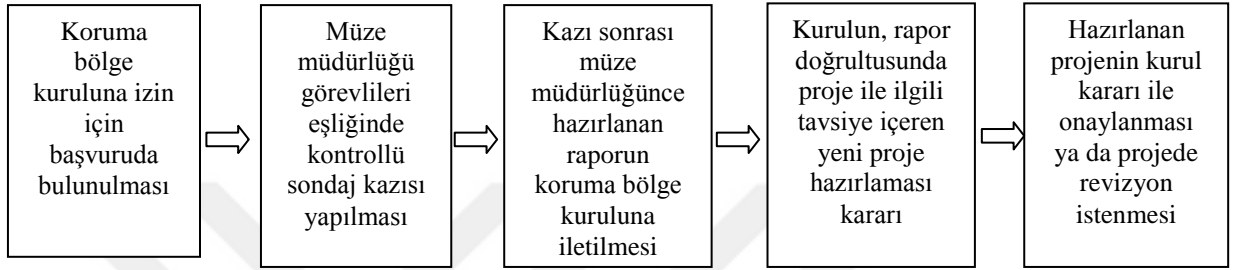 Koruma
bölge
kuruluna izin
için
başvuruda
bulunulması
Müze
müdürlüğü
görevlileri
eşliğinde
kontrollü
sondaj kazısı
yapılması
Kazı sonrası
müze
müdürlüğünce
hazırlanan
raporun
koruma bölge
kuruluna
iletilmesi
Kurulun, rapor
doğrultusunda
proje ile ilgili
tavsiye içeren
yeni proje
hazırlaması
kararı
Hazırlanan
projenin kurul
kararı ile
onaylanması
ya da projede
revizyon
istenmesi